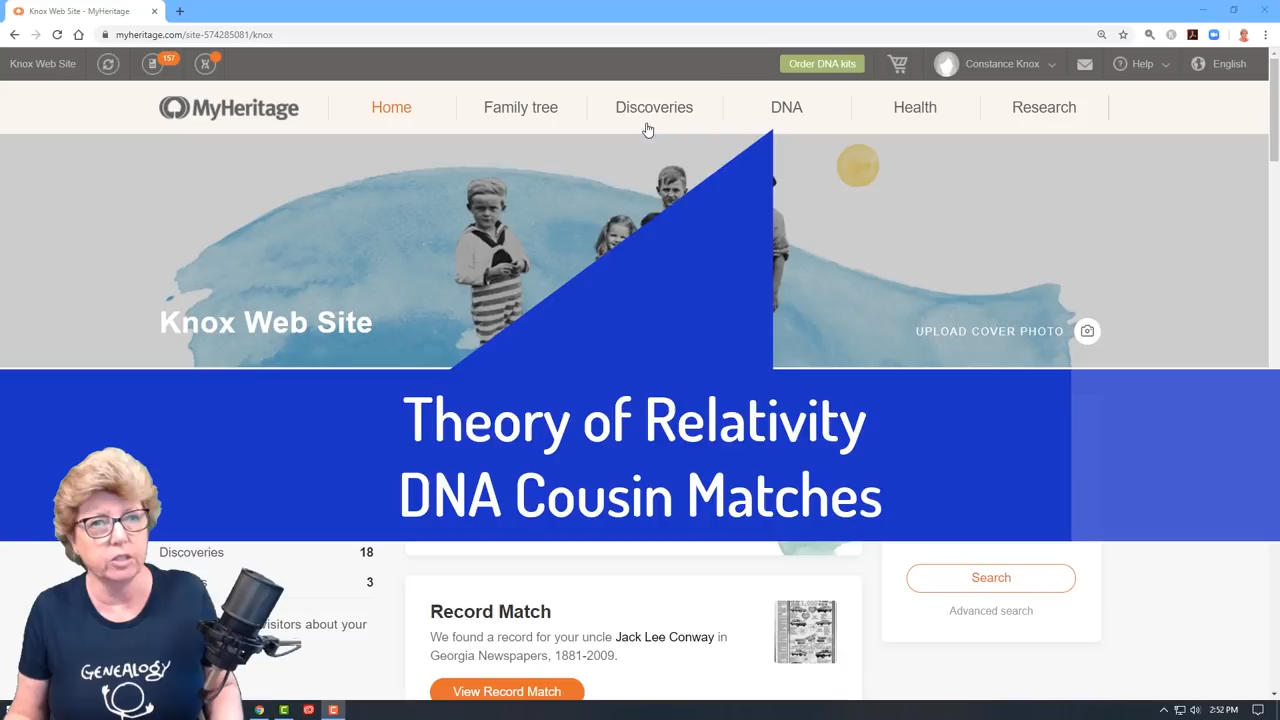 Knox Web Site - MyHeritage
myheritage.com/site-574285081/knox
Knox Web Site
157
Order DNA kits
Constance Knox
Help
English
MyHeritage
Home
Family tree
Discoveries
DNA
Health
Research
Knox Web Site
UPLOAD COVER PHOTO
Theory of Relativity
DNA Cousin Matches
Discoveries 18
3
visitors about your
Search
Advanced search
Record Match
We found a record for your uncle Jack Lee Conway in
Georgia Newspapers, 1881-2009.
View Record Match
GENEALOGY
2:52 PM